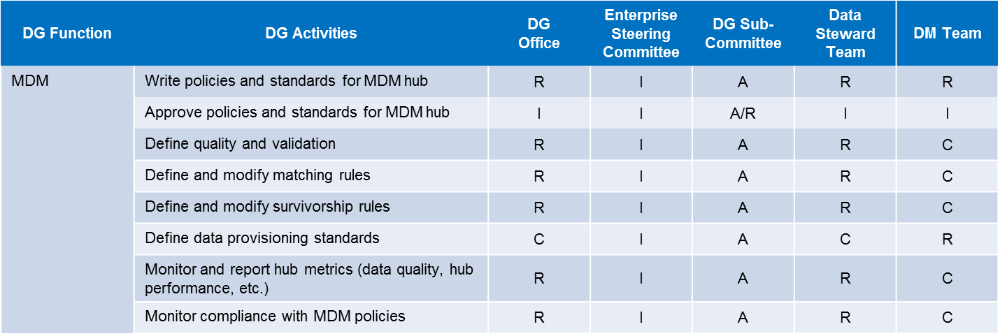 DG Function DG Activities DG Office Enterprise Steering Committee DG Sub-Committee Data Steward Team DM Team
MDM Write policies and standards for MDM hub R I A R R
Approve policies and standards for MDM hub I I A/R I I
Define quality and validation R I A R C
Define and modify matching rules R I A R C
Define and modify survivorship rules R I A R C
Define data provisioning standards C I A C R
Monitor and report hub metrics (data quality, hub
performance, etc.) R I A R C
Monitor compliance with MDM policies R I A R C